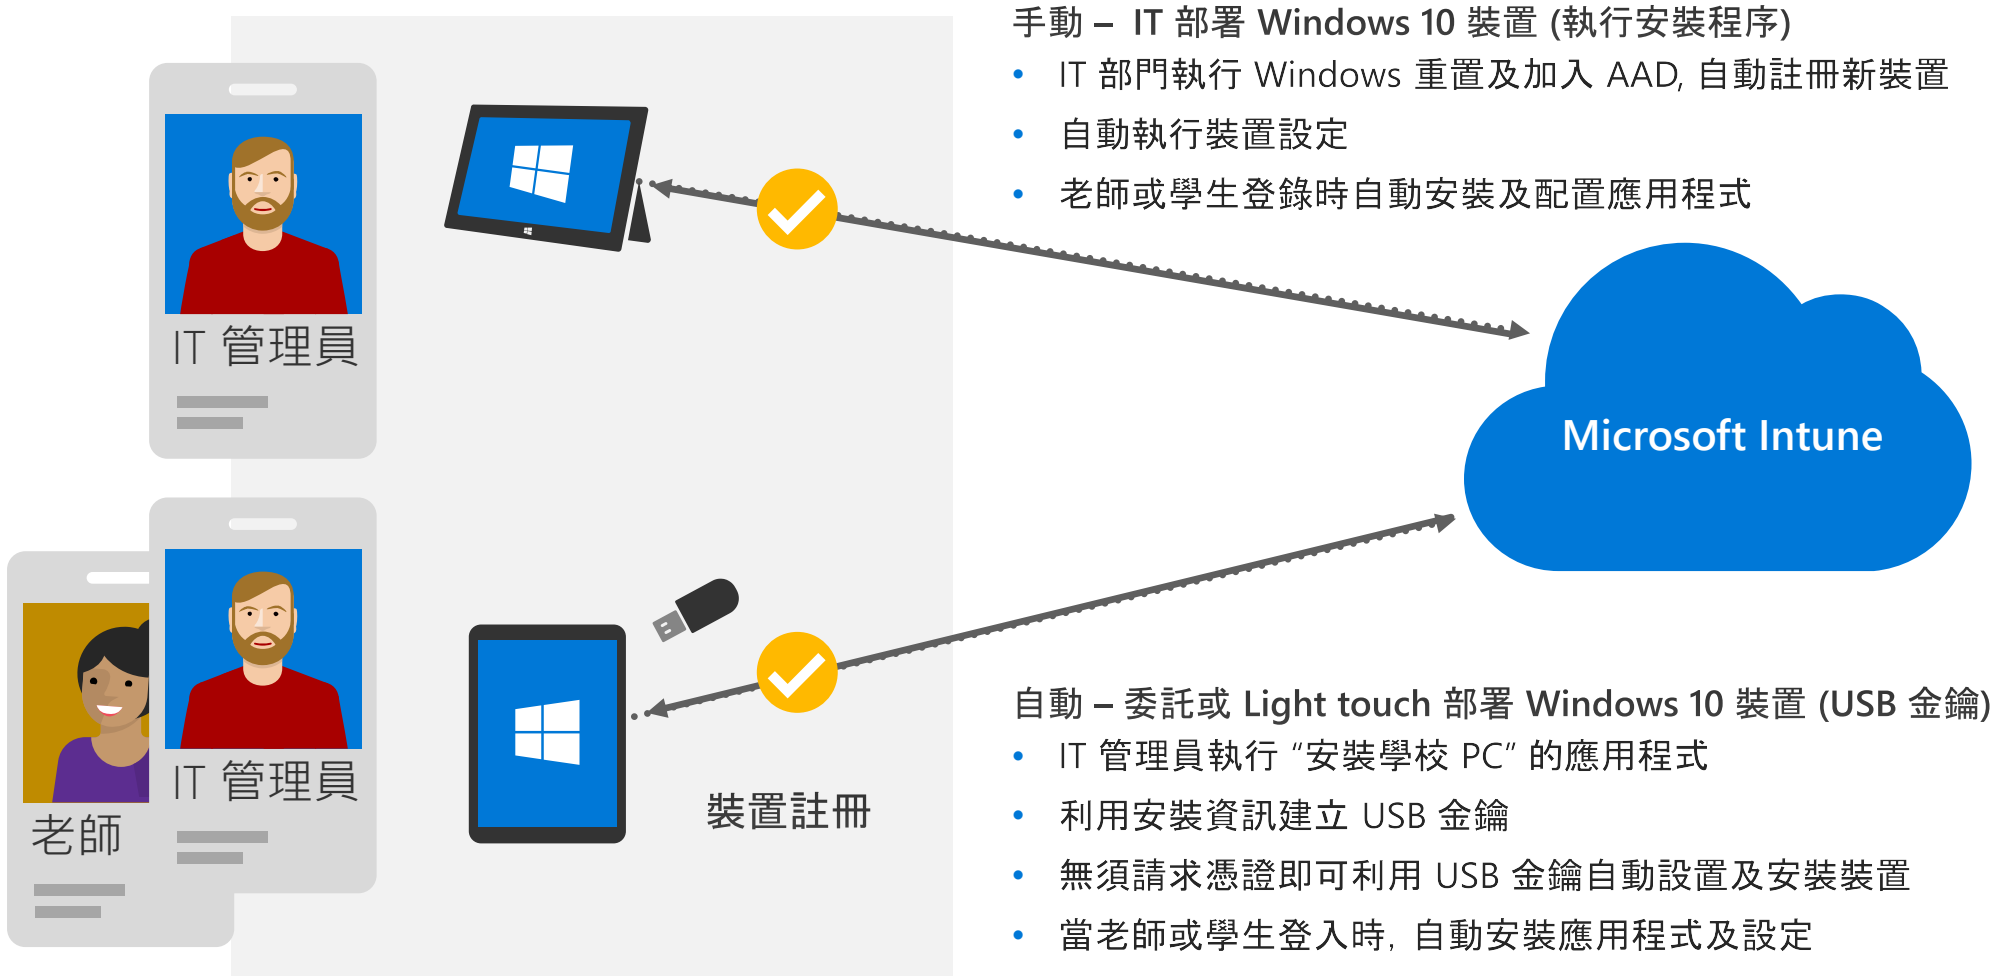 手動 – IT 部署 Windows 10 裝置 (執行安裝程序)
• IT 部門執行 Windows 重置及加入 AAD, 自動註冊新裝置
• 自動執行裝置設定
• 老師或學生登錄時自動安裝及配置應用程式
IT 管理員
Microsoft Intune
IT 管理員
老師
裝置註冊
自動 – 委託或 Light touch 部署 Windows 10 裝置 (USB 金鑰)
• IT 管理員執行 “安裝學校 PC” 的應用程式
• 利用安裝資訊建立 USB 金鑰
• 無須請求憑證即可利用 USB 金鑰自動設置及安裝裝置
• 當老師或學生登入時, 自動安裝應用程式及設定